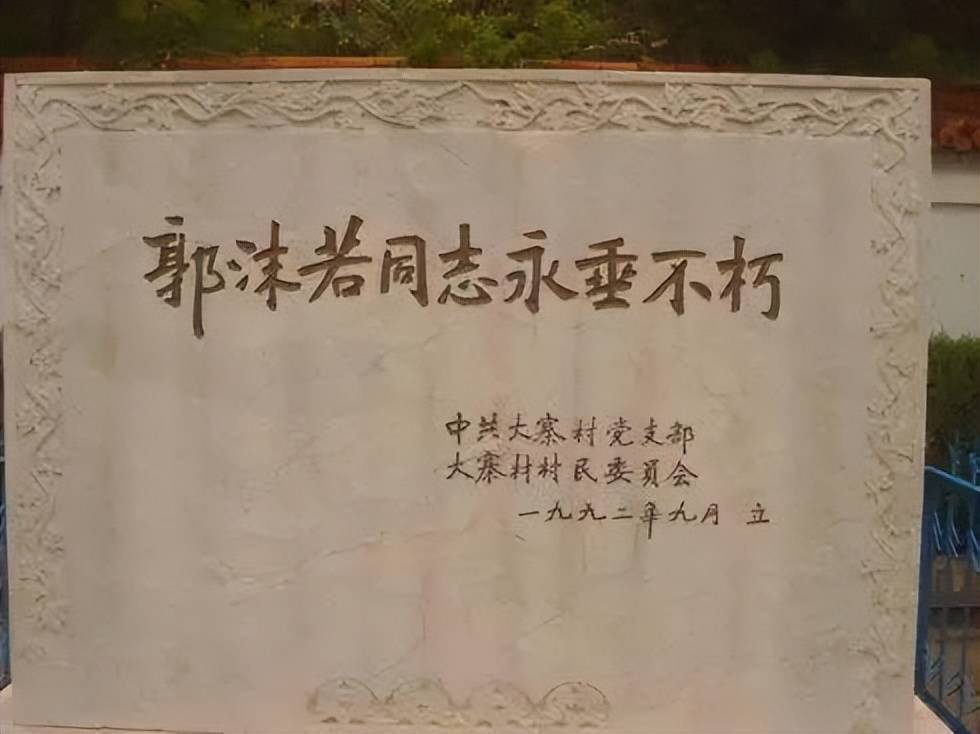 郭沫若同志永垂不朽
中共大寨村党支部
大寨村村民委员会
一九九二年九月 立